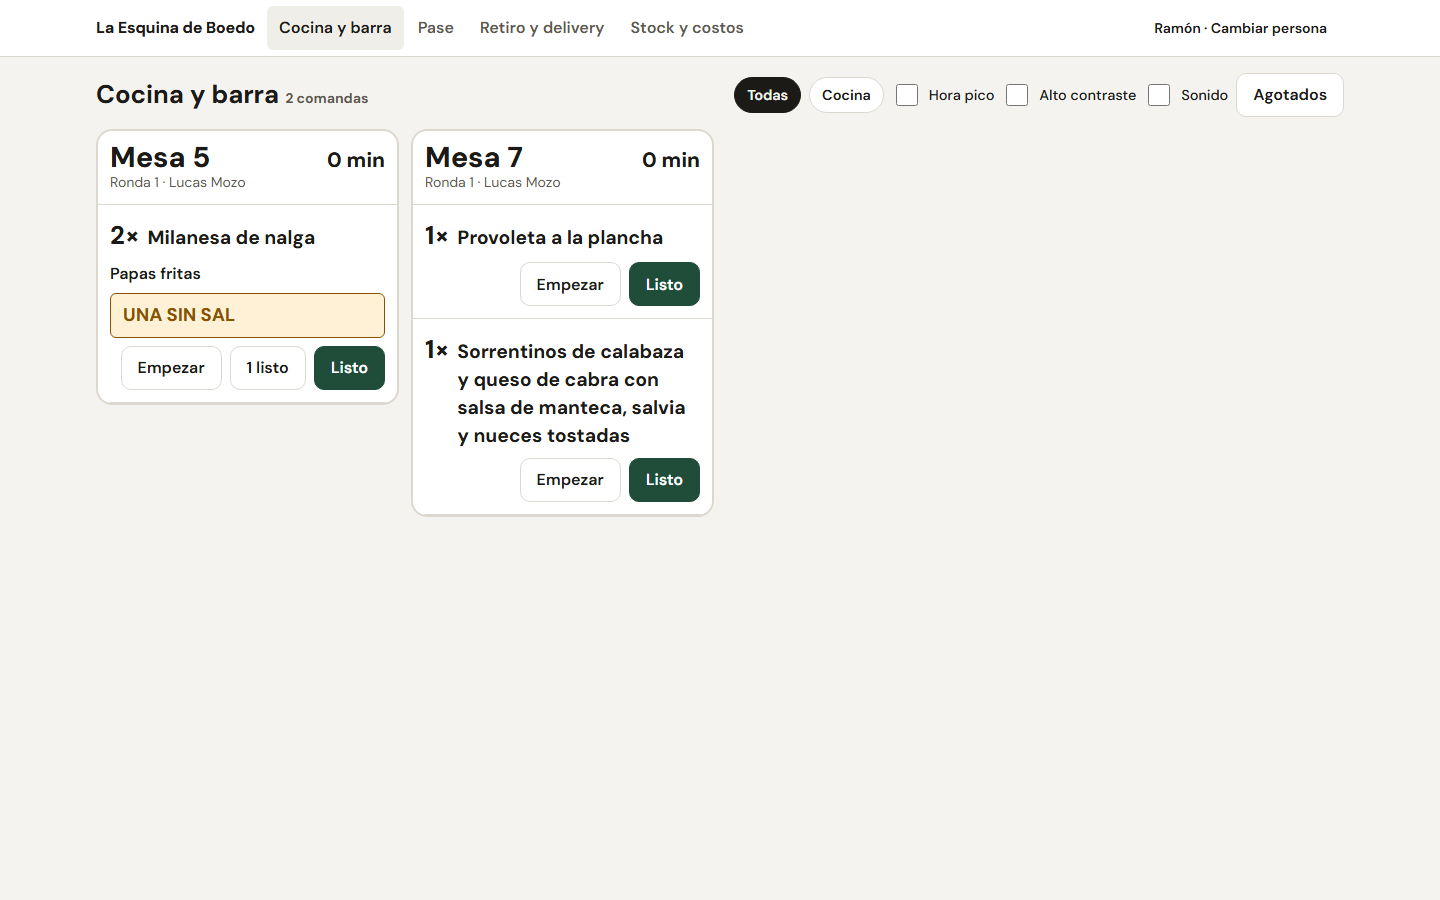 La Esquina de Boedo Cocina y barra Pase Retiro y delivery Stock y costos Ramón · Cambiar persona
Cocina y barra 2 comandas Todas Cocina Hora pico Alto contraste Sonido Agotados
Mesa 5 0 min
Ronda 1 · Lucas Mozo
2× Milanesa de nalga
Papas fritas
UNA SIN SAL
Empezar 1 listo Listo
Mesa 7 0 min
Ronda 1 · Lucas Mozo
1× Provoleta a la plancha
Empezar Listo
1× Sorrentinos de calabaza
y queso de cabra con
salsa de manteca, salvia
y nueces tostadas
Empezar Listo